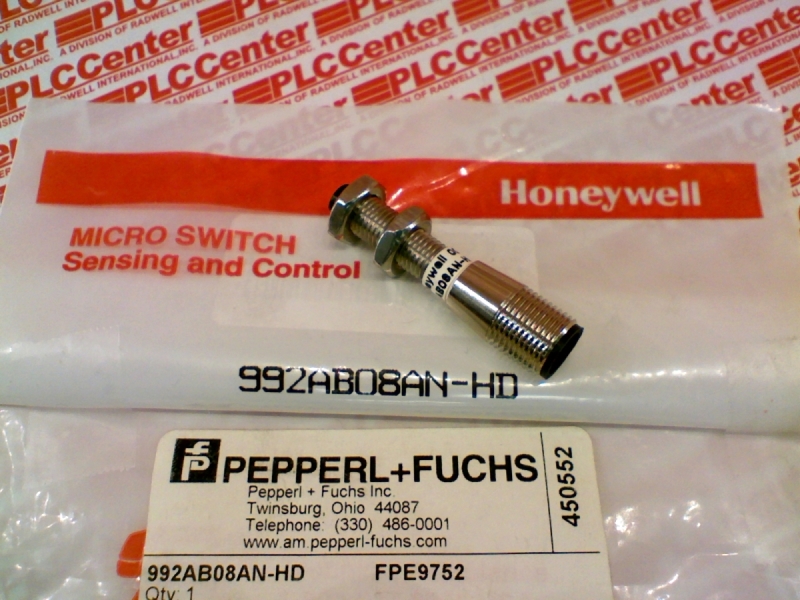 PLCCenter
A DIVISION OF RADWELL INTERNATIONAL, INC.
Honeywell
MICRO SWITCH
Sensing and Control
992AB08AN-HD
PEPPERL+FUCHS
Pepperl + Fuchs Inc.
Twinsburg, Ohio 44087
Telephone: (330) 486-0001
www.am.pepperl-fuchs.com
450552
992AB08AN-HD FPE9752
Qty: 1